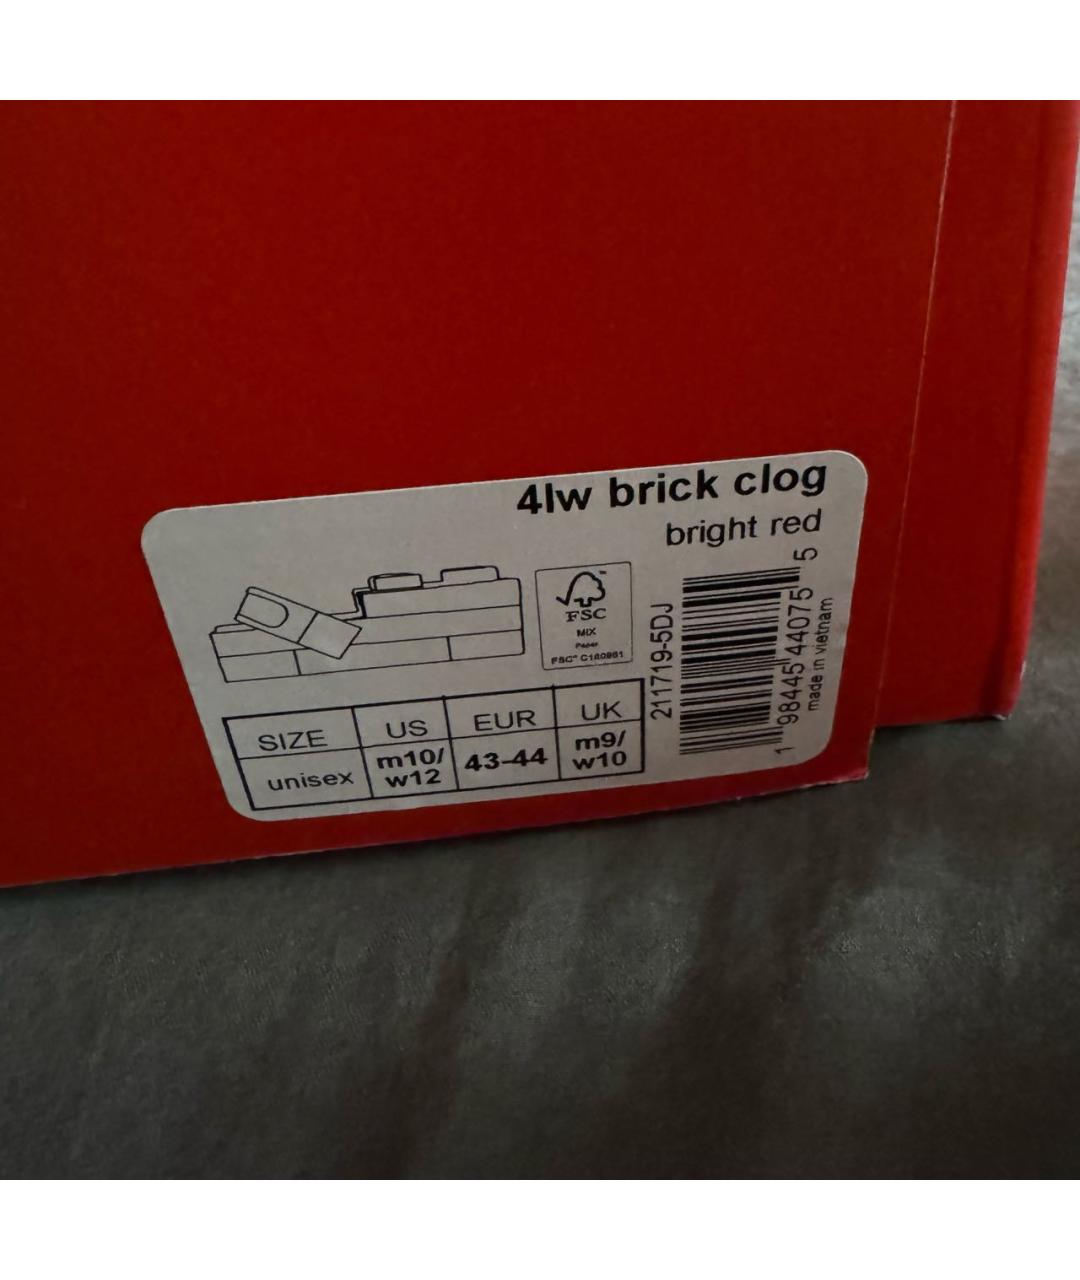 4lw brick clog
bright red
FSC
MIX
Paper
211719-5DJ
1 98445 44075 5
made in vietnam
SIZE US EUR UK
unisex m10/ w12 43-44 m9/ w10